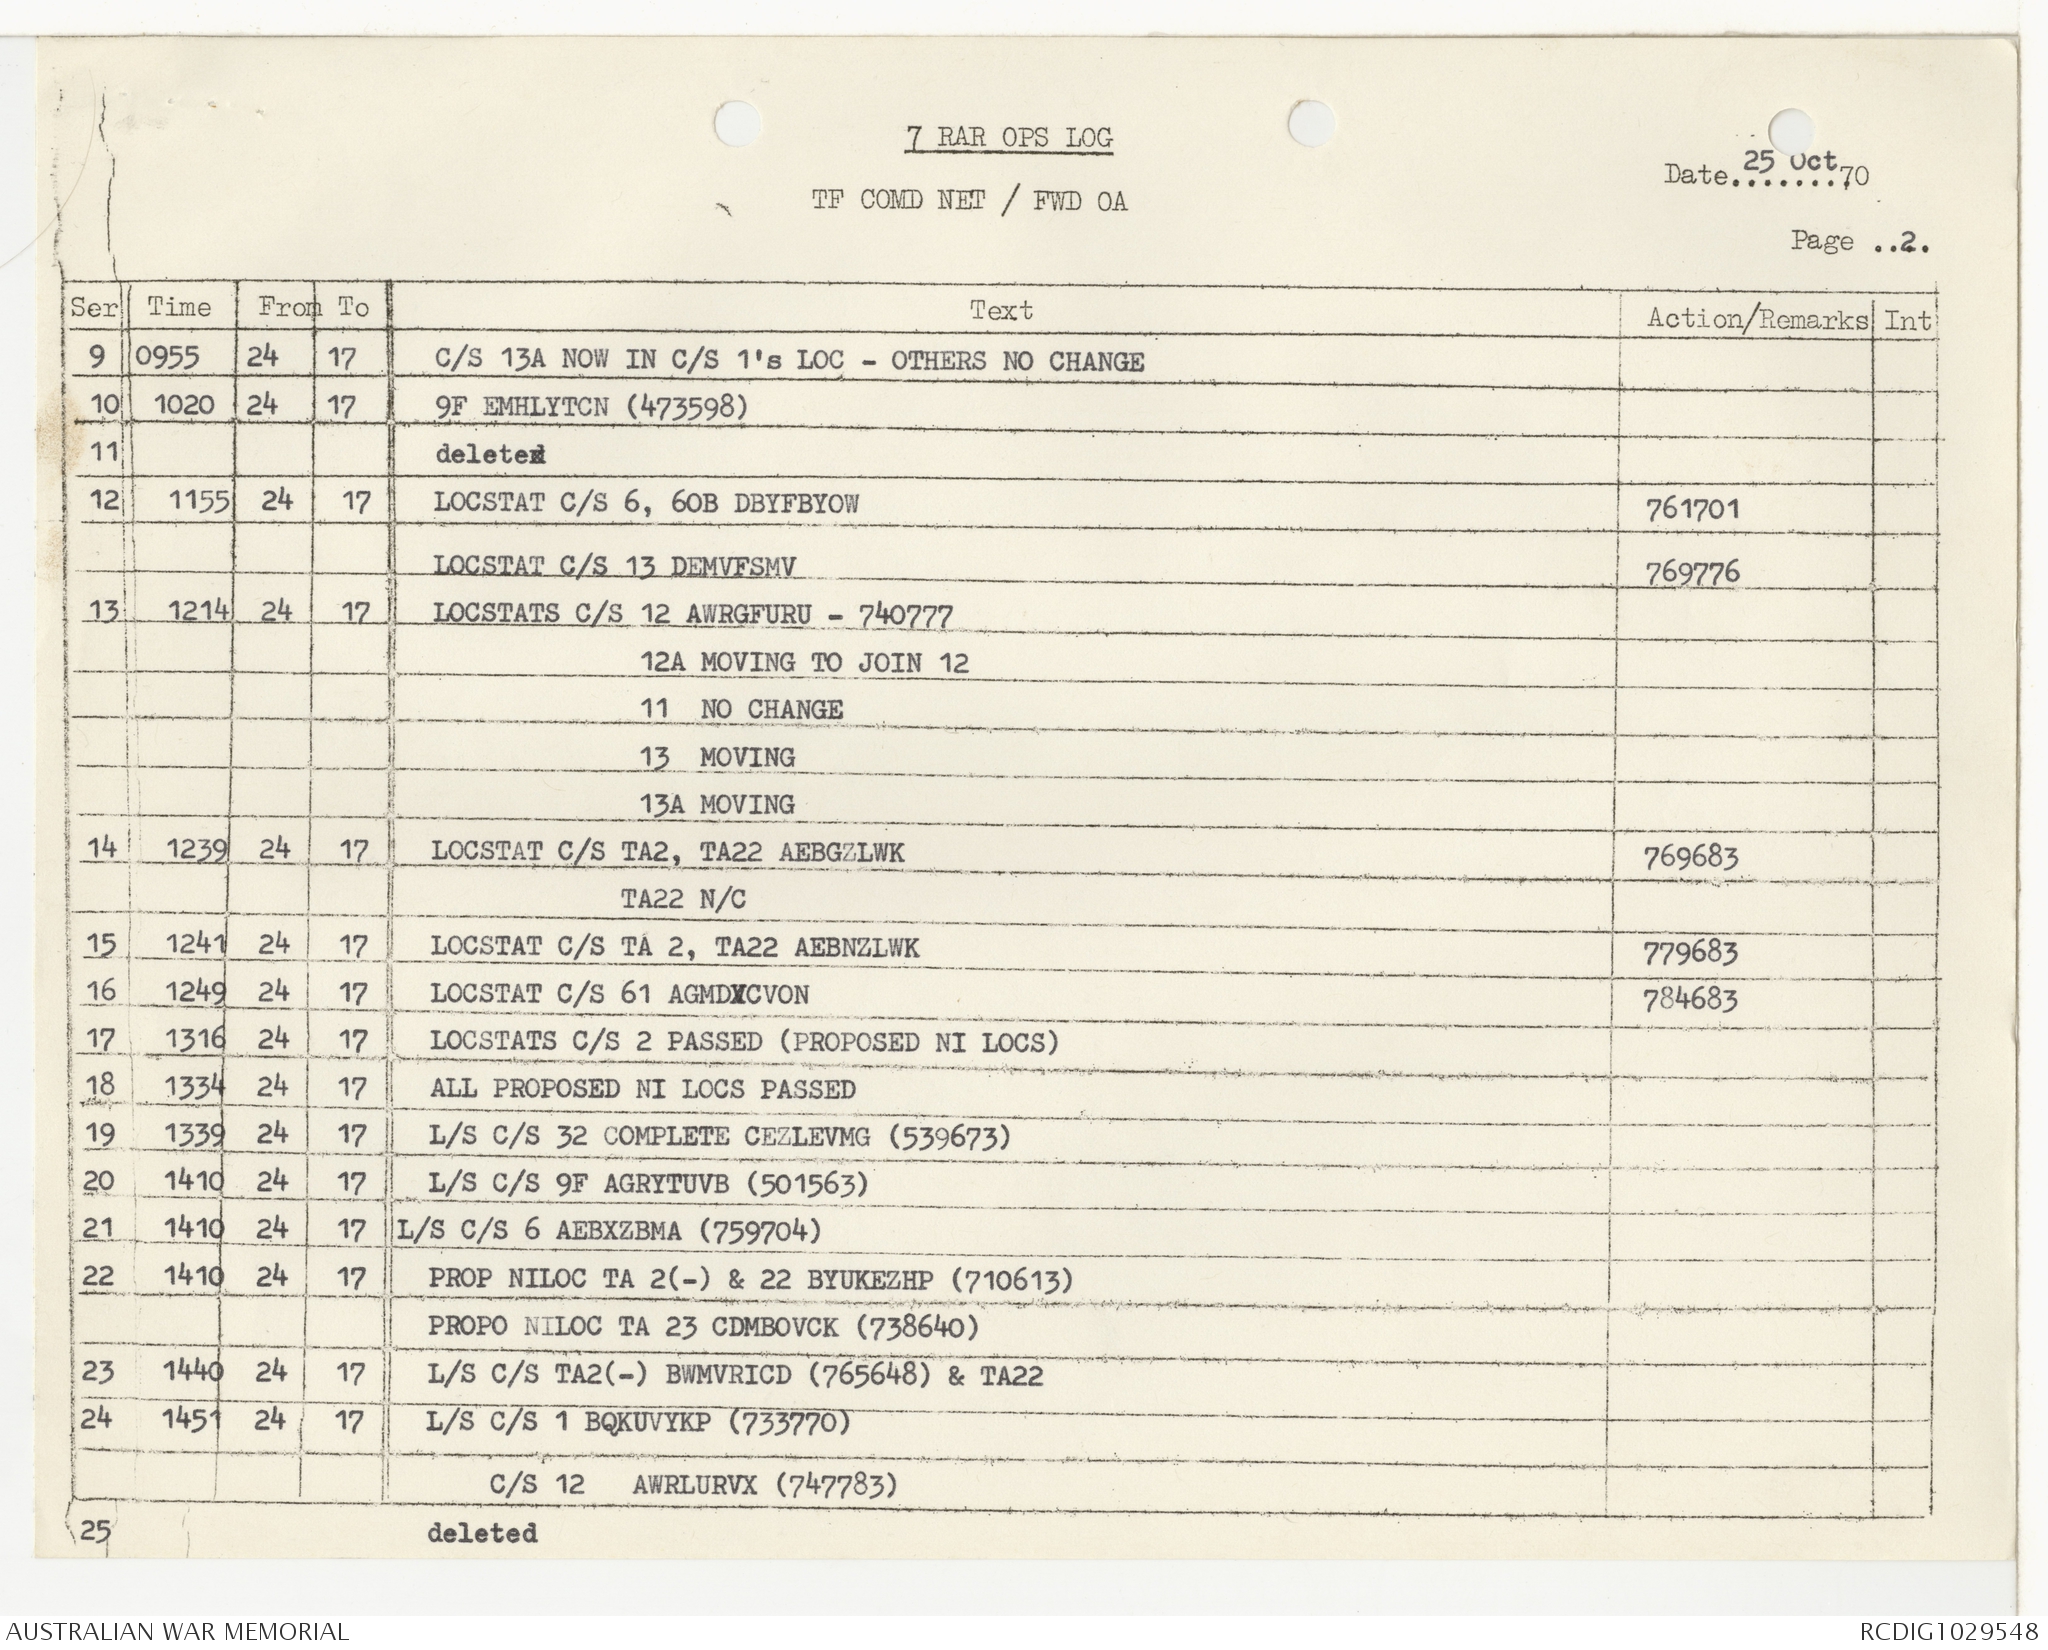 7 RAR OPS LOG
TF COMD NET / FWD OA
Date.......70
25 Oct
Page ..2.
Ser Time From To Text Action/Remarks Int
9 0955 24 17 C/S 13A NOW IN C/S 1's LOC - OTHERS NO CHANGE
10 1020 24 17 9F EMHLYTCN (473598)
11 deleted
12 1155 24 17 LOCSTAT C/S 6, 60B DBYFBYOW 761701
LOCSTAT C/S 13 DEMVFSMV 769776
13 1214 24 17 LOCSTATS C/S 12 AWRGFURU - 740777
12A MOVING TO JOIN 12
11 NO CHANGE
13 MOVING
13A MOVING
14 1239 24 17 LOCSTAT C/S TA2, TA22 AEBGZLWK 769683
TA22 N/C
15 1241 24 17 LOCSTAT C/S TA 2, TA22 AEBNZLWK 779683
16 1249 24 17 LOCSTAT C/S 61 AGMDYCVON 784683
17 1316 24 17 LOCSTATS C/S 2 PASSED (PROPOSED NI LOCS)
18 1334 24 17 ALL PROPOSED NI LOCS PASSED
19 1339 24 17 L/S C/S 32 COMPLETE CEZLEVMG (539673)
20 1410 24 17 L/S C/S 9F AGRYTUVB (501563)
21 1410 24 17 L/S C/S 6 AEBXZBMA (759704)
22 1410 24 17 PROP NILOC TA 2(-) & 22 BYUKEZHP (710613)
PROPO NILOC TA 23 CDMBOVCK (738640)
23 1440 24 17 L/S C/S TA2(-) BWMVRICD (765648) & TA22
24 1451 24 17 L/S C/S 1 BQKUVYKP (733770)
C/S 12 AWRLURVX (747783)
25 deleted
AUSTRALIAN WAR MEMORIAL RCDIG1029548